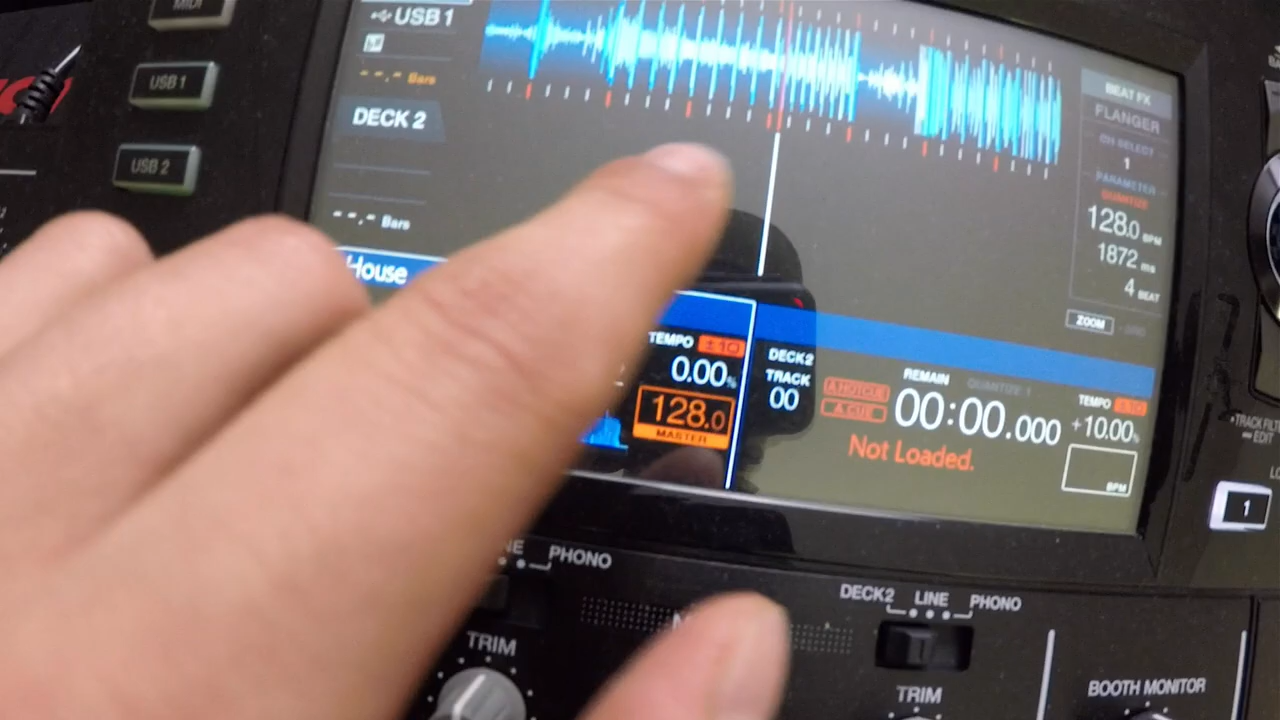 MIDI
USB 1
USB 2
USB 1
--.- Bars
DECK 2
--.- Bars
House
BEAT FX
FLANGER
CH SELECT
1
PARAMETER
QUANTIZE
128.0 BPM
1872 ms
4 BEAT
ZOOM
TEMPO ±10
0.00%
128.0
MASTER
DECK2
TRACK
00
A HOTCUE
A CUE
REMAIN
QUANTIZE 1
00:00.000
Not Loaded.
TEMPO ±10
+10.00%
BPM
TRACK FILTER
EDIT
1
PHONO
TRIM
DECK2 LINE PHONO
TRIM
BOOTH MONITOR